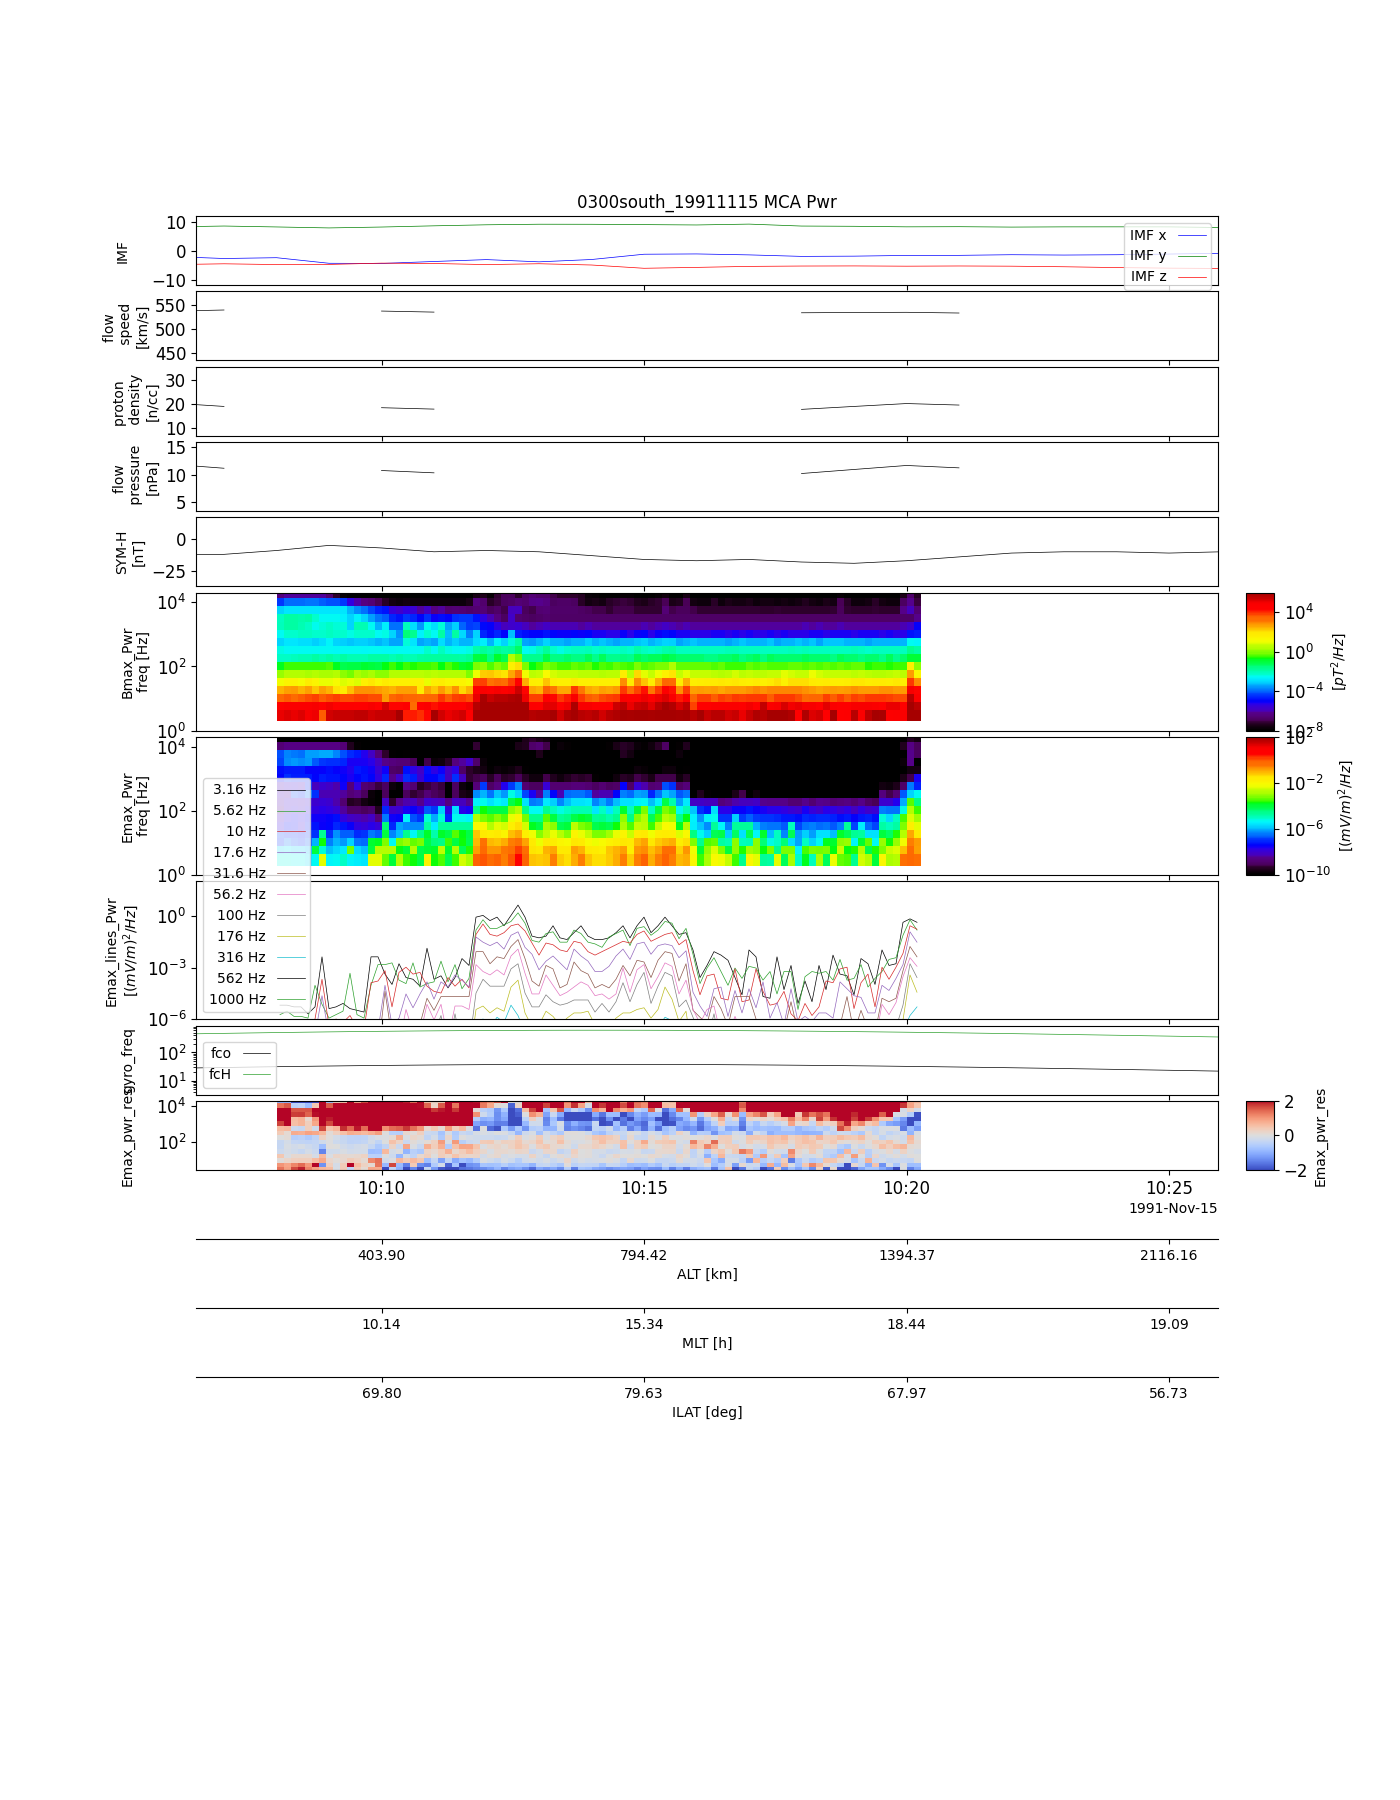 0300south_19911115 MCA Pwr
IMF
10
0
−10
IMF x
IMF y
IMF z
flow
speed
[km/s]
550
500
450
proton
density
[n/cc]
30
20
10
flow
pressure
[nPa]
15
10
5
SYM-H
[nT]
0
−25
Bmax_Pwr
freq [Hz]
10^4
10^2
10^0
10^4
10^0
10^−4
10^−8
[pT^2/Hz]
Emax_Pwr
freq [Hz]
10^4
10^2
10^0
10^2
10^−2
10^−6
10^−10
[(mV/m)^2/Hz]
3.16 Hz
5.62 Hz
10 Hz
17.6 Hz
31.6 Hz
56.2 Hz
100 Hz
176 Hz
316 Hz
562 Hz
1000 Hz
Emax_lines_Pwr
[(mV/m)^2/Hz]
10^0
10^−3
10^−6
gyro_freq
10^2
10^1
fco
fcH
Emax_pwr_res
10^4
10^2
2
0
−2
Emax_pwr_res
10:10 10:15 10:20 10:25
1991-Nov-15
403.90 794.42 1394.37 2116.16
ALT [km]
10.14 15.34 18.44 19.09
MLT [h]
69.80 79.63 67.97 56.73
ILAT [deg]